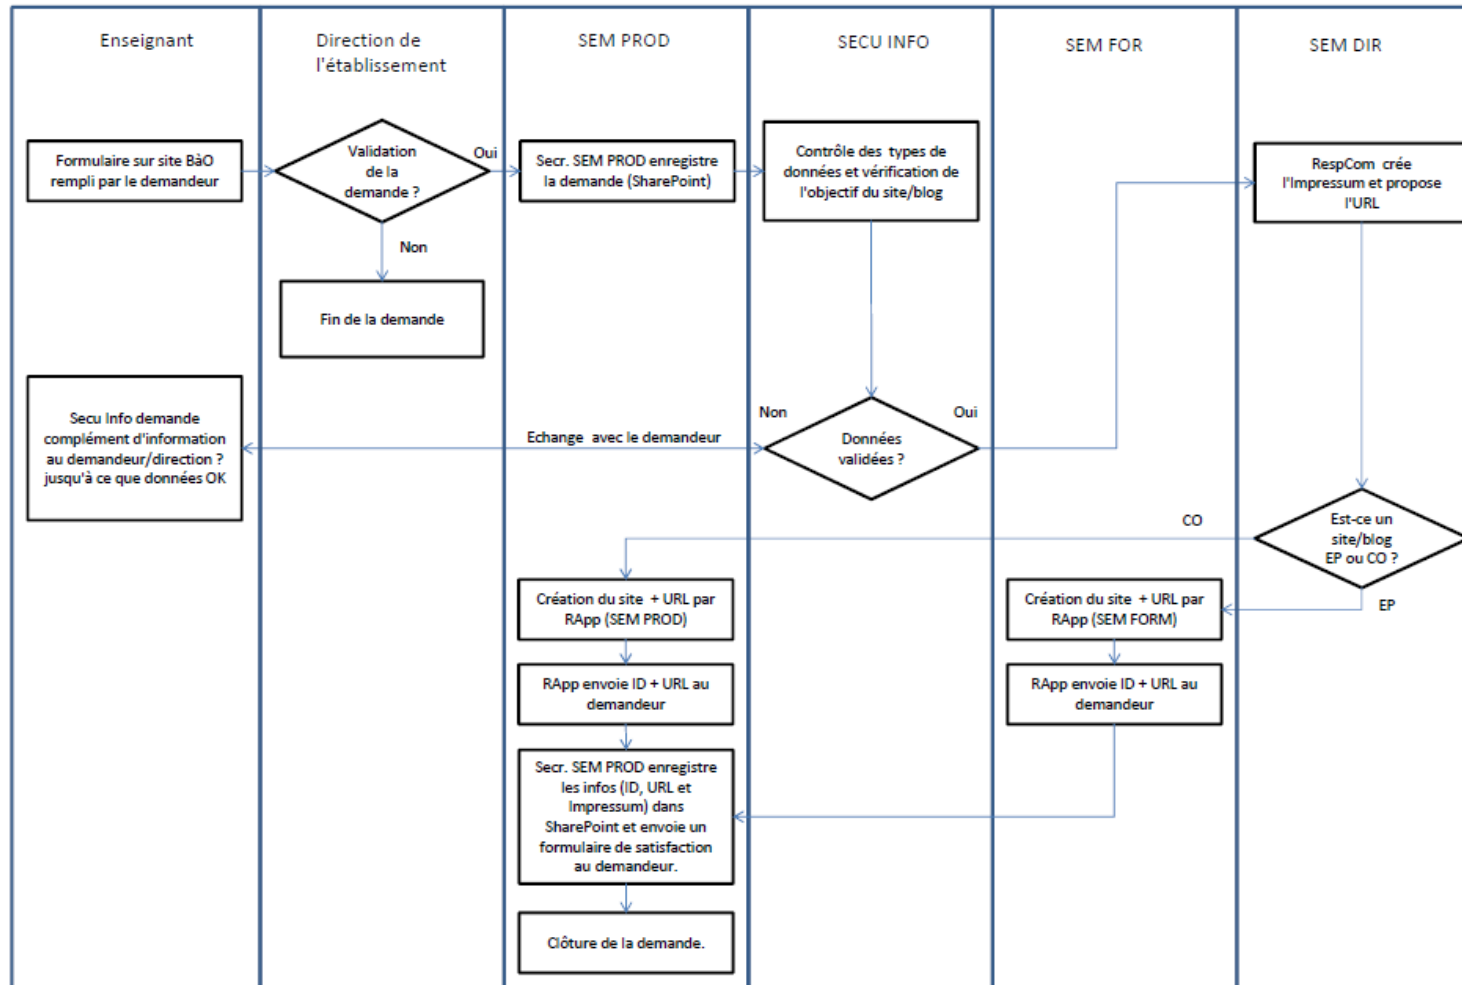 Enseignant
Direction de
l'établissement
SEM PROD
SECU INFO
SEM FOR
SEM DIR
Formulaire sur site BàO
rempli par le demandeur
Validation
de la
demande ?
Oui
Non
Fin de la demande
Secr. SEM PROD enregistre
la demande (SharePoint)
Contrôle des types de
données et vérification de
l'objectif du site/blog
RespCom crée
l'Impressum et propose
l'URL
Secu Info demande
complément d'information
au demandeur/direction ?
jusqu'à ce que données OK
Echange avec le demandeur
Non
Oui
Données
validées ?
CO
Est-ce un
site/blog
EP ou CO ?
EP
Création du site + URL par
RApp (SEM PROD)
Création du site + URL par
RApp (SEM FORM)
RApp envoie ID + URL au
demandeur
RApp envoie ID + URL au
demandeur
Secr. SEM PROD enregistre
les infos (ID, URL et
Impressum) dans
SharePoint et envoie un
formulaire de satisfaction
au demandeur.
Clôture de la demande.